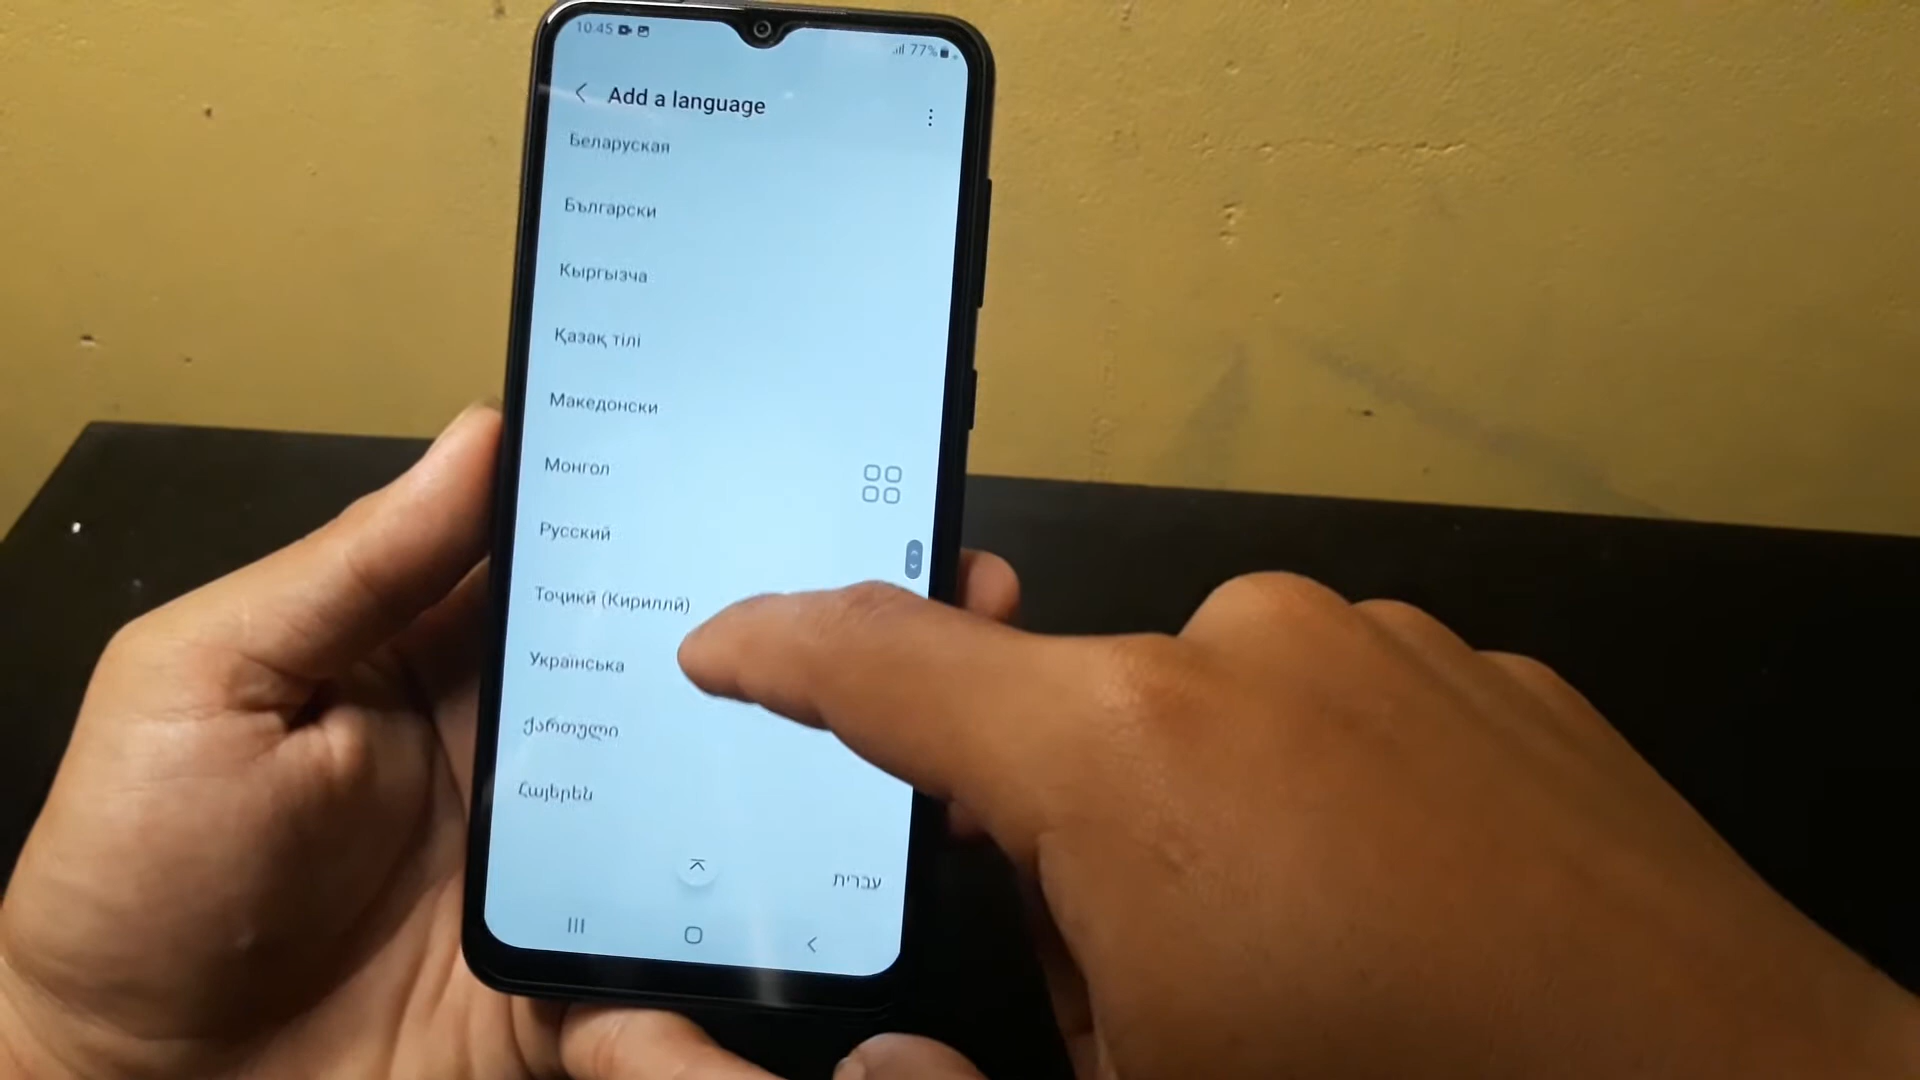 10.45
77%
Add a language
Беларуская
Български
Кыргызча
Қазақ тілі
Македонски
Монгол
Русский
Тоҷикӣ (Кириллӣ)
Українська
ქართული
Հայերեն
עברית